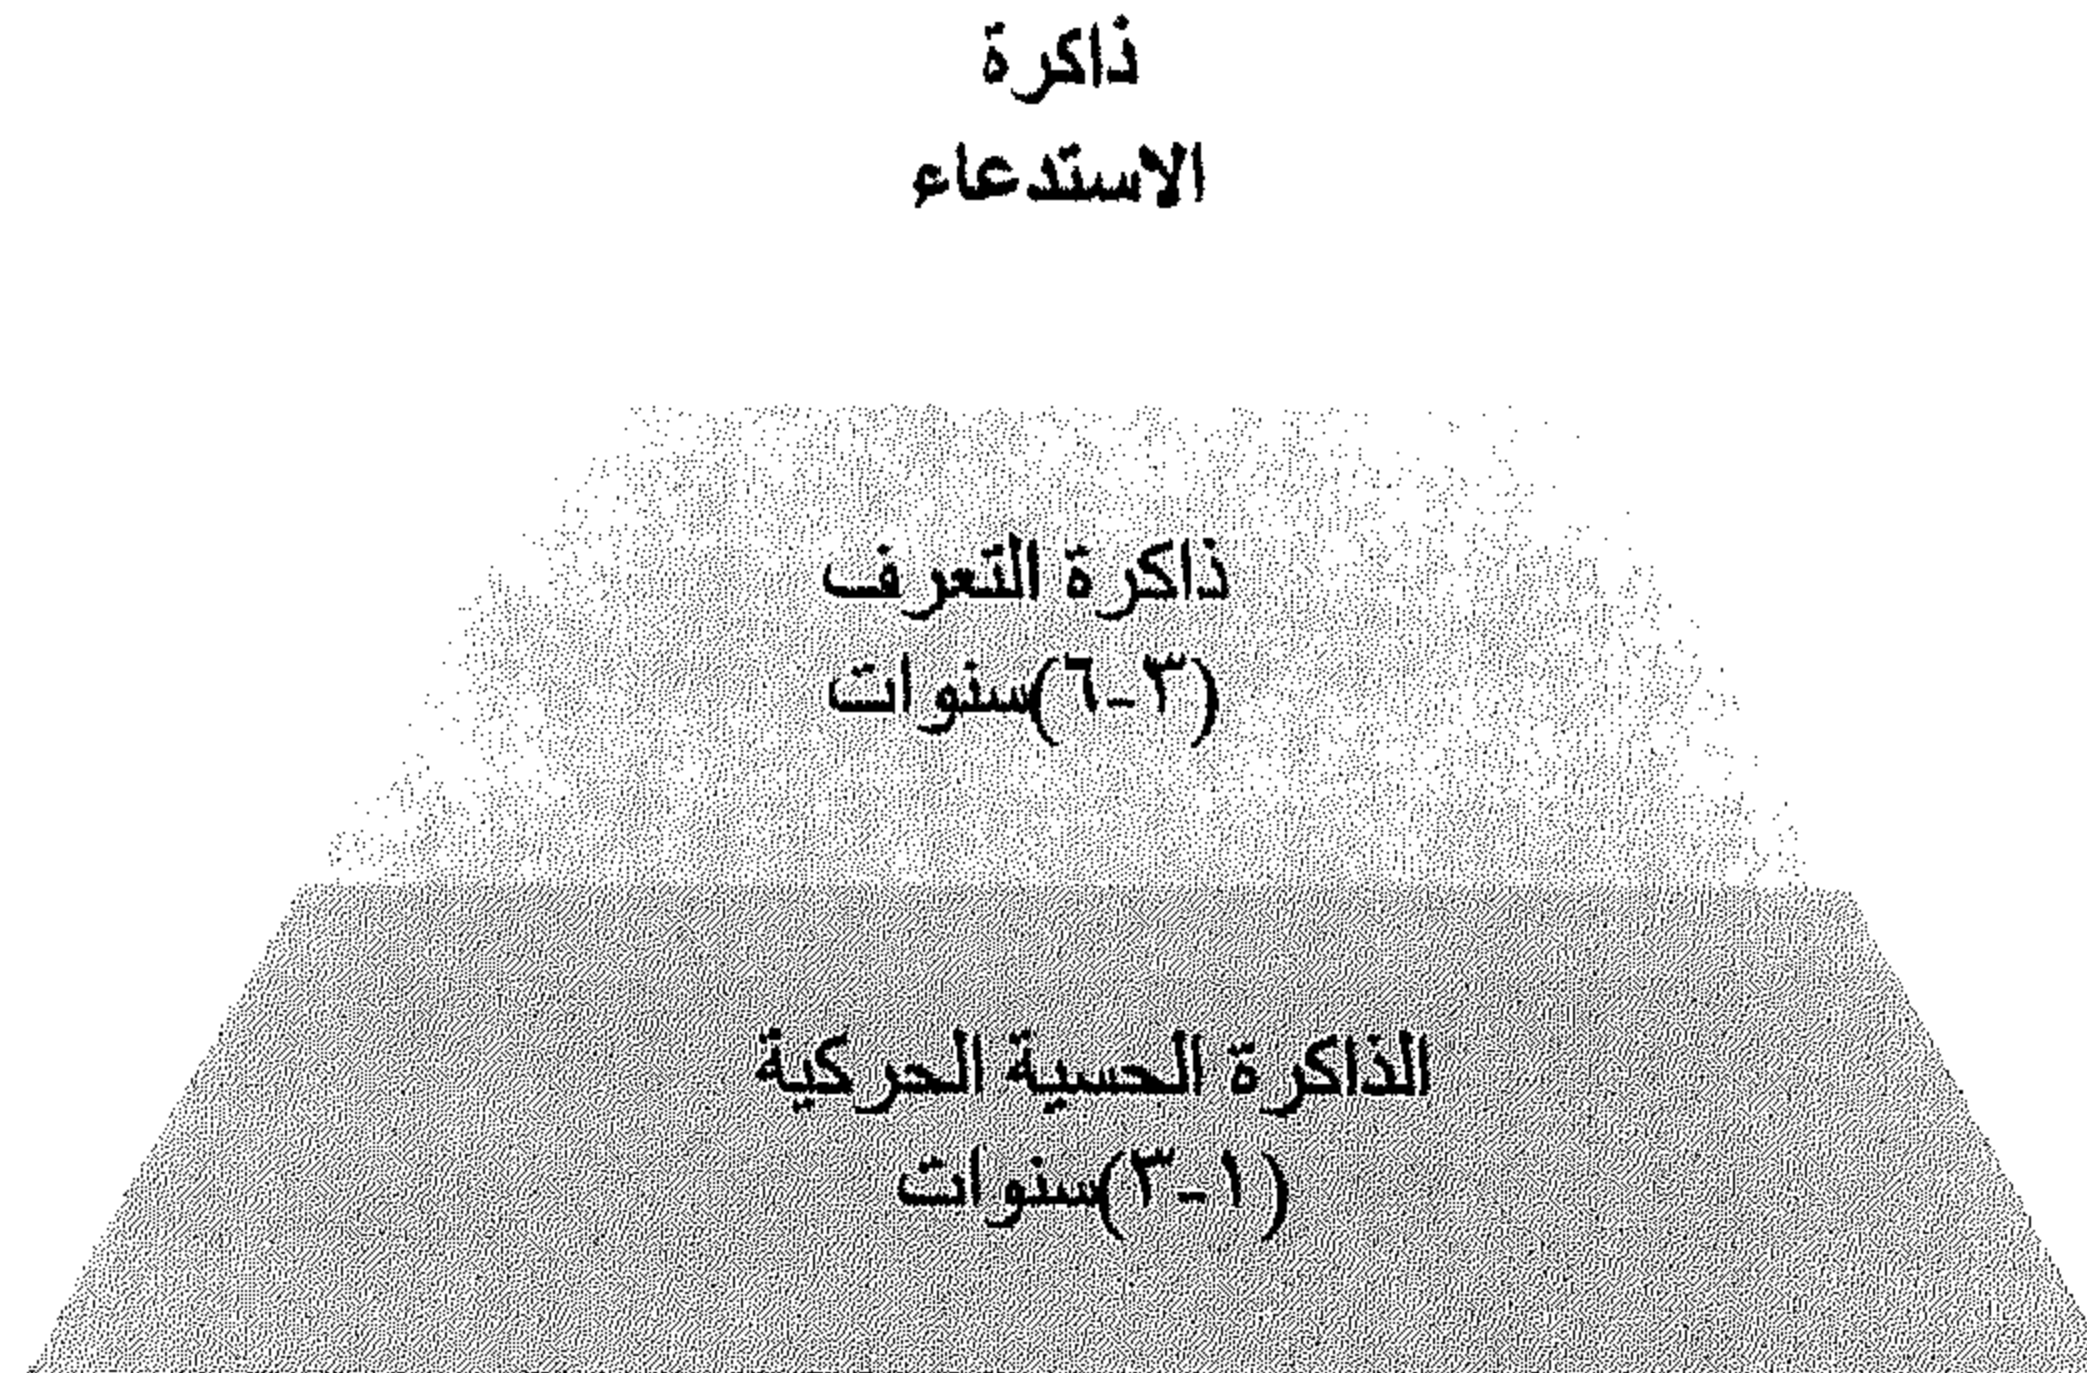 ذاكرة
الاستدعاء
ذاكرة التعرف
(٣-٦)سنوات
الذاكرة الحسية الحركية
(١-٣)سنوات